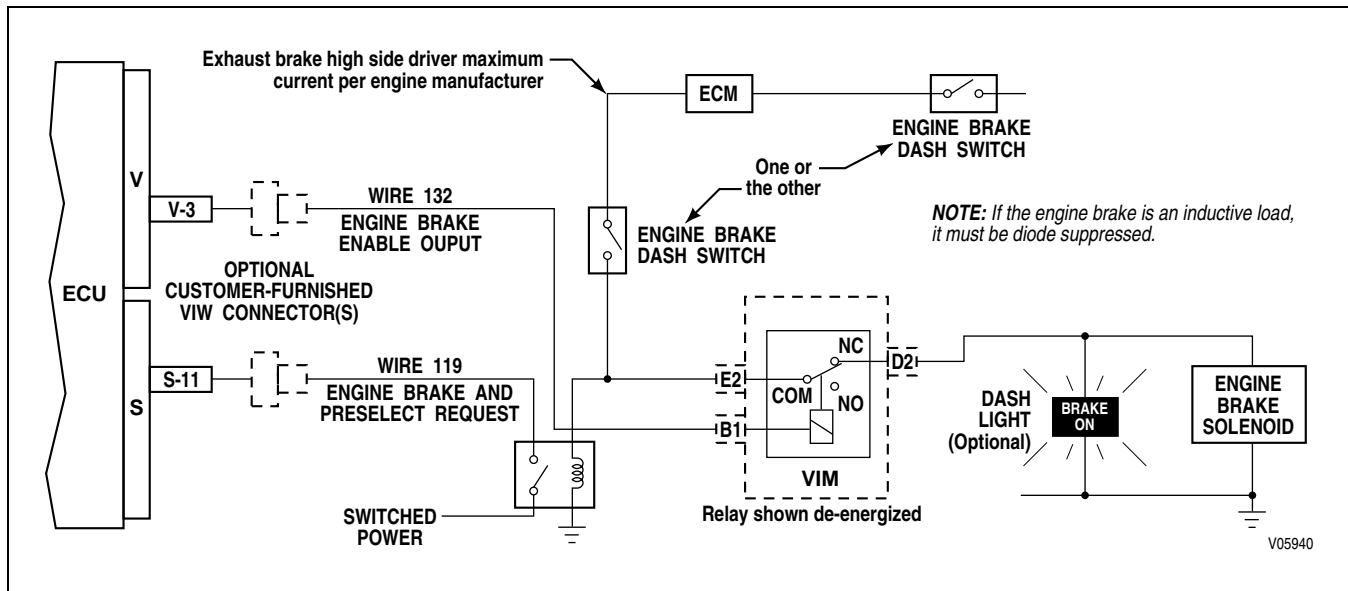 Exhaust brake high side driver maximum
current per engine manufacturer
ECM
ENGINE BRAKE
DASH SWITCH
One or
the other
V
V-3
WIRE 132
ENGINE BRAKE
ENABLE OUPUT
ENGINE BRAKE
DASH SWITCH
NOTE: If the engine brake is an inductive load,
it must be diode suppressed.
ECU
OPTIONAL
CUSTOMER-FURNISHED
VIW CONNECTOR(S)
S
S-11
WIRE 119
ENGINE BRAKE AND
PRESELECT REQUEST
E2
B1
COM
NC
NO
D2
VIM
Relay shown de-energized
DASH
LIGHT
(Optional)
BRAKE
ON
ENGINE
BRAKE
SOLENOID
SWITCHED
POWER
V05940